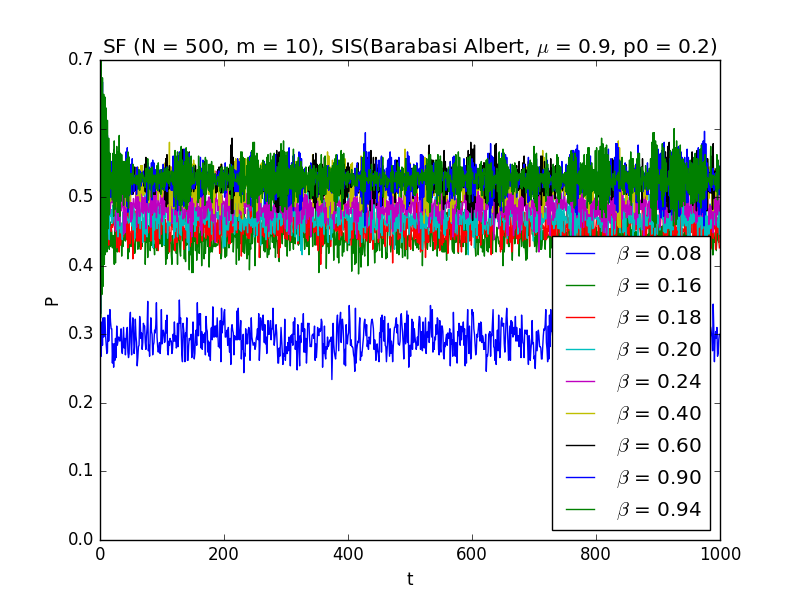 SF (N = 500, m = 10), SIS(Barabasi Albert, μ = 0.9, p0 = 0.2)
0.7
0.6
0.5
0.4
0.3
0.2
0.1
0.0
P
β = 0.08
β = 0.16
β = 0.18
β = 0.20
β = 0.24
β = 0.40
β = 0.60
β = 0.90
β = 0.94
0 200 400 600 800 1000
t